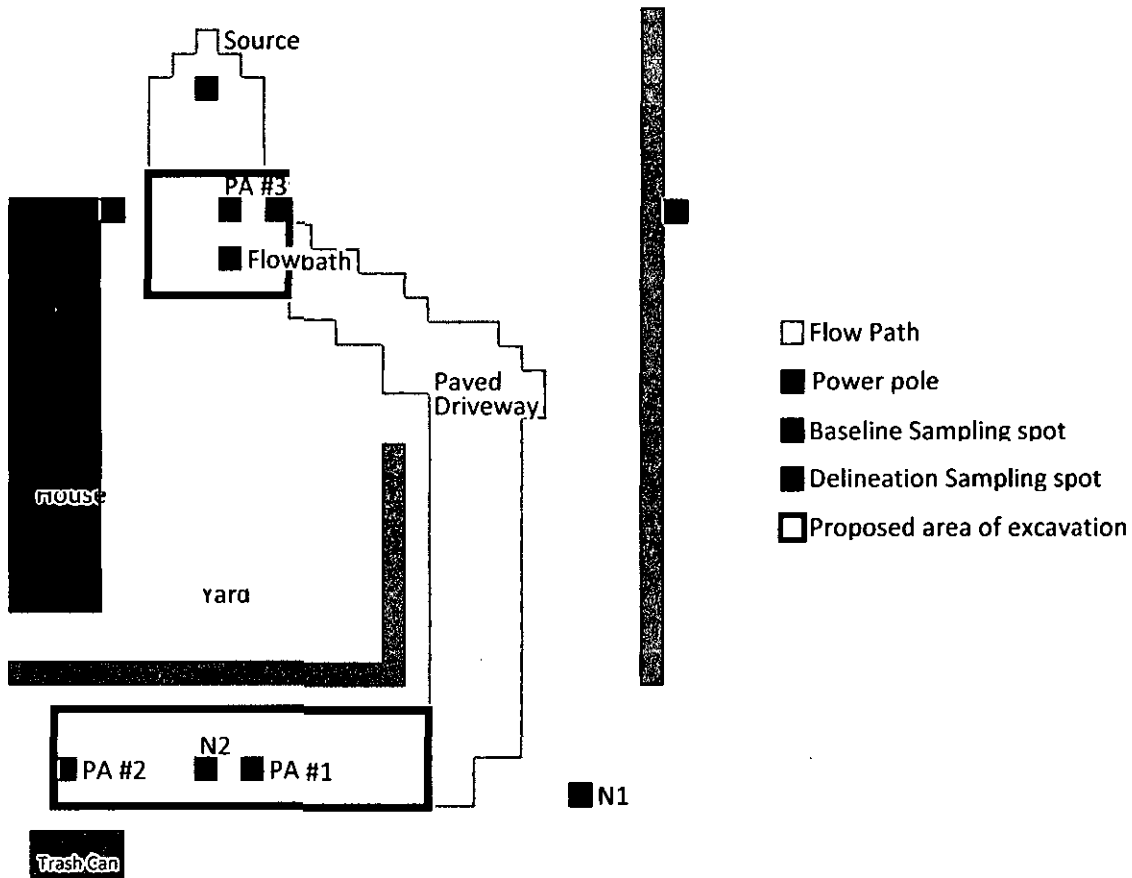 Source
PA #3
Flowpath
Paved
Driveway
House
Yard
N2
PA #2
PA #1
N1
Trash Can
Flow Path
Power pole
Baseline Sampling spot
Delineation Sampling spot
Proposed area of excavation